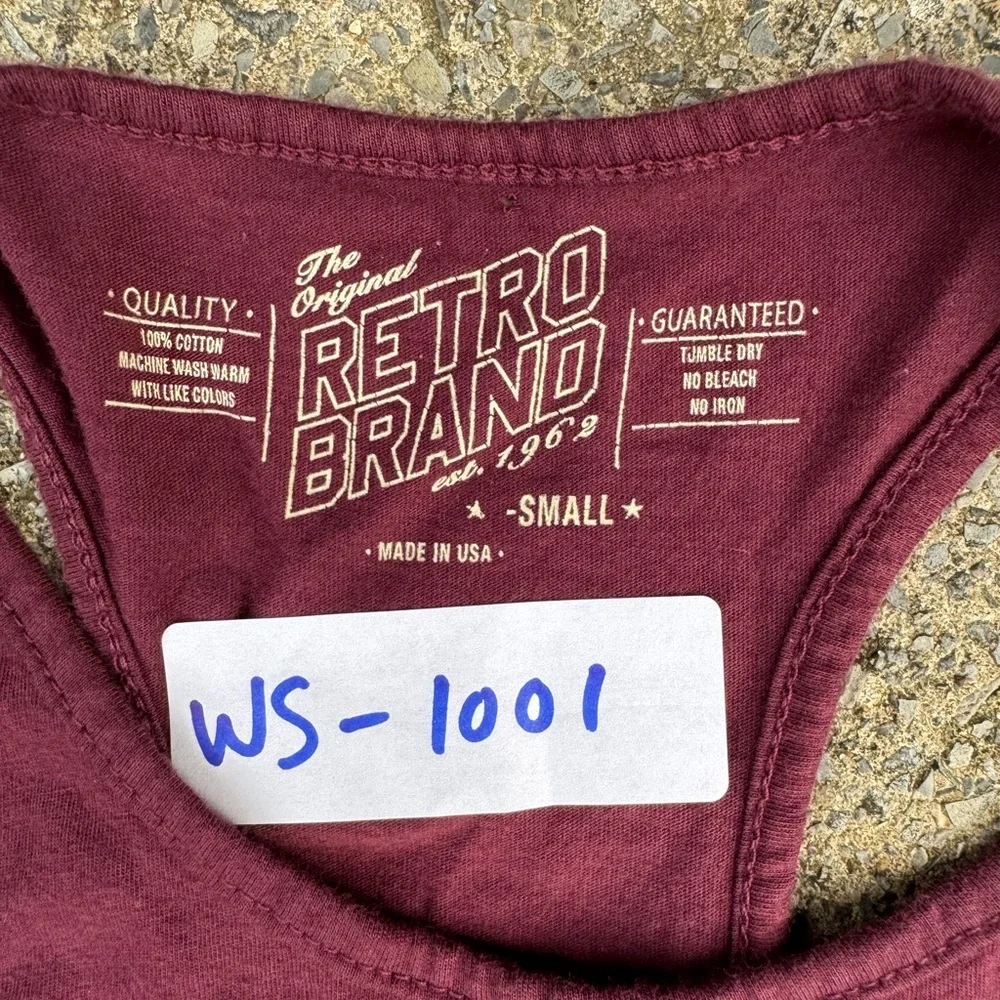 The
Original
RETRO
BRAND
est. 1962
· QUALITY ·
100% COTTON
MACHINE WASH WARM
WITH LIKE COLORS
· GUARANTEED ·
TUMBLE DRY
NO BLEACH
NO IRON
★ -SMALL ★
· MADE IN USA ·
WS-1001